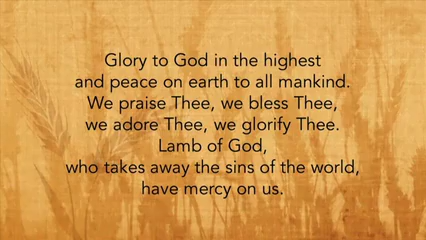 Glory to God in the highest
and peace on earth to all mankind.
We praise Thee, we bless Thee,
we adore Thee, we glorify Thee.
Lamb of God,
who takes away the sins of the world,
have mercy on us.